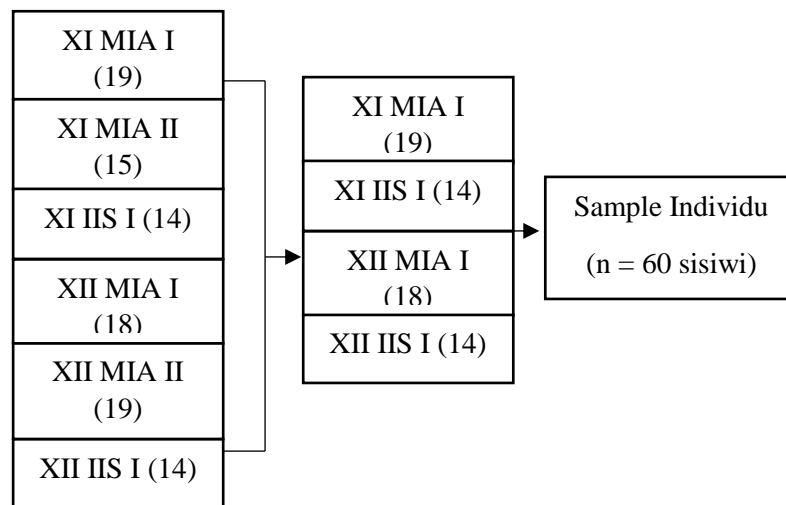 XI MIA I
(19)
XI MIA II
(15)
XI IIS I (14)
XII MIA I
(18)
XII MIA II
(19)
XII IIS I (14)
XI MIA I
(19)
XI IIS I (14)
XII MIA I
(18)
XII IIS I (14)
Sample Individu
(n = 60 sisiwi)